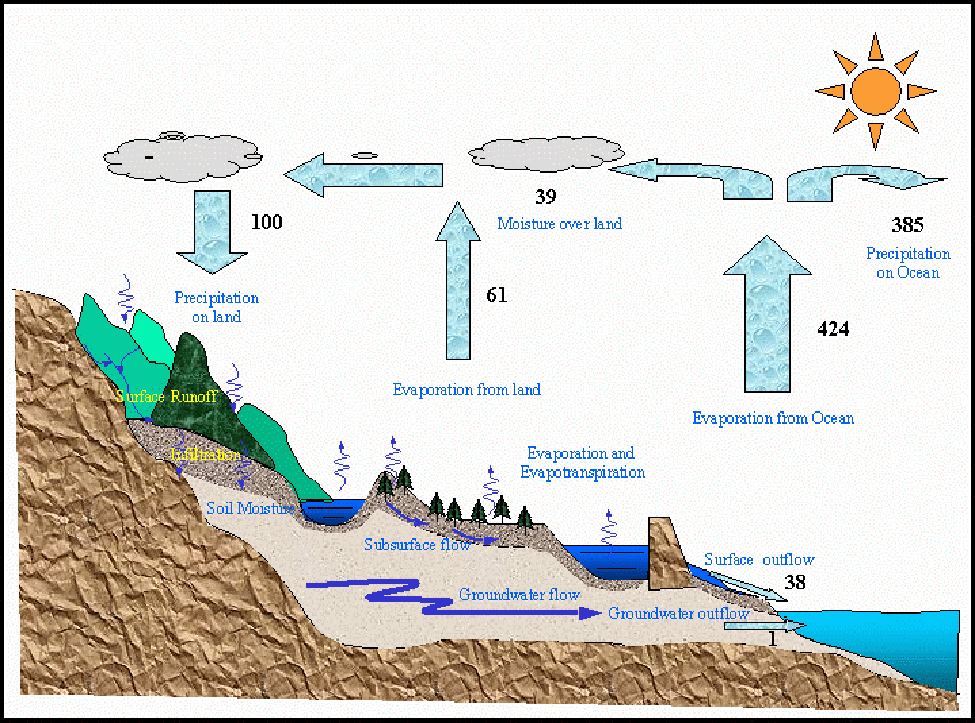 39
Moisture over land
100
385
Precipitation
on Ocean
Precipitation
on land
61
424
Evaporation from land
Evaporation from Ocean
Surface Runoff
Infiltration
Evaporation and
Evapotranspiration
Soil Moisture
Subsurface flow
Surface outflow
38
Groundwater flow
Groundwater outflow
1